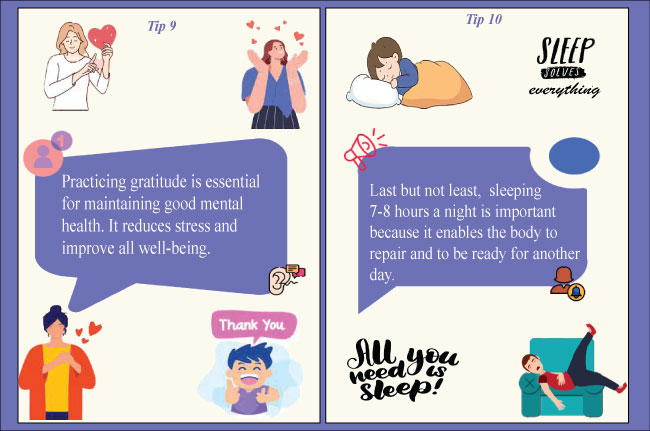 Tip 9
1
Practicing gratitude is essential
for maintaining good mental
health. It reduces stress and
improve all well-being.
Thank You
Tip 10
SLEEP
SOLVES
everything
Last but not least, sleeping
7-8 hours a night is important
because it enables the body to
repair and to be ready for another
day.
All you
need is
sleep!